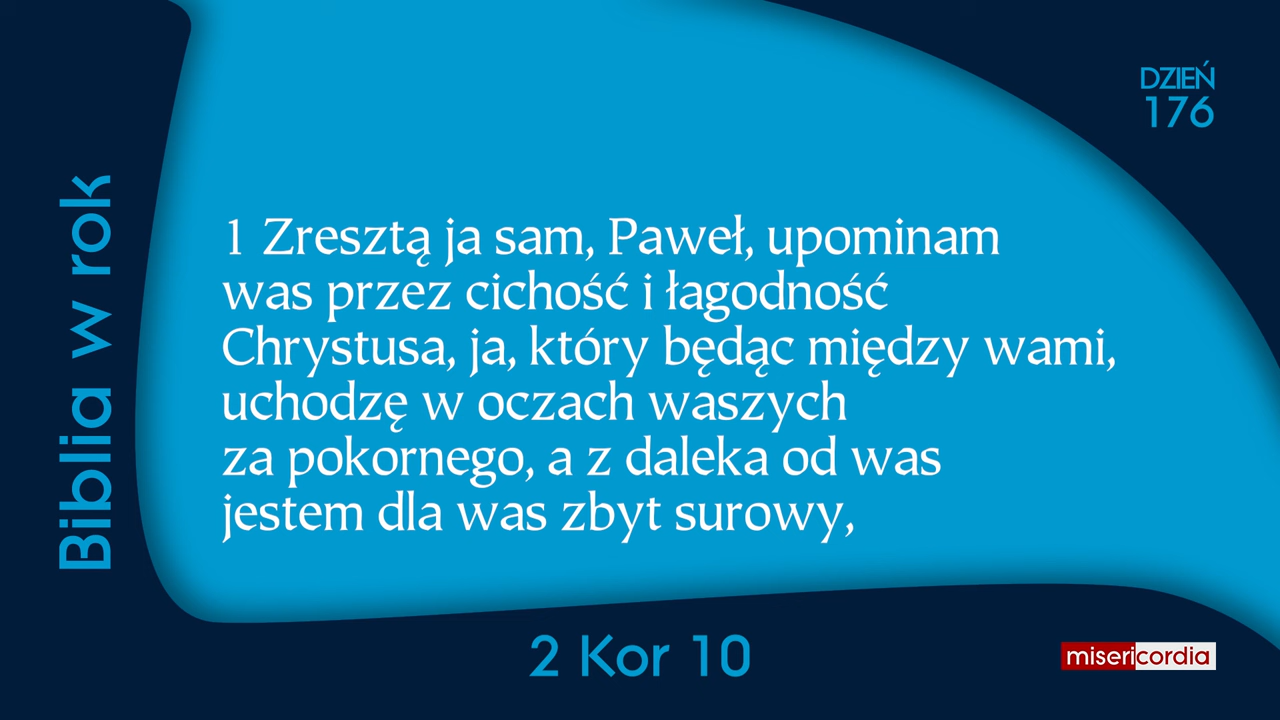 DZIEŃ
176
Biblia w rok
1 Zresztą ja sam, Paweł, upominam
was przez cichość i łagodność
Chrystusa, ja, który będąc między wami,
uchodzę w oczach waszych
za pokornego, a z daleka od was
jestem dla was zbyt surowy,
2 Kor 10
misericordia